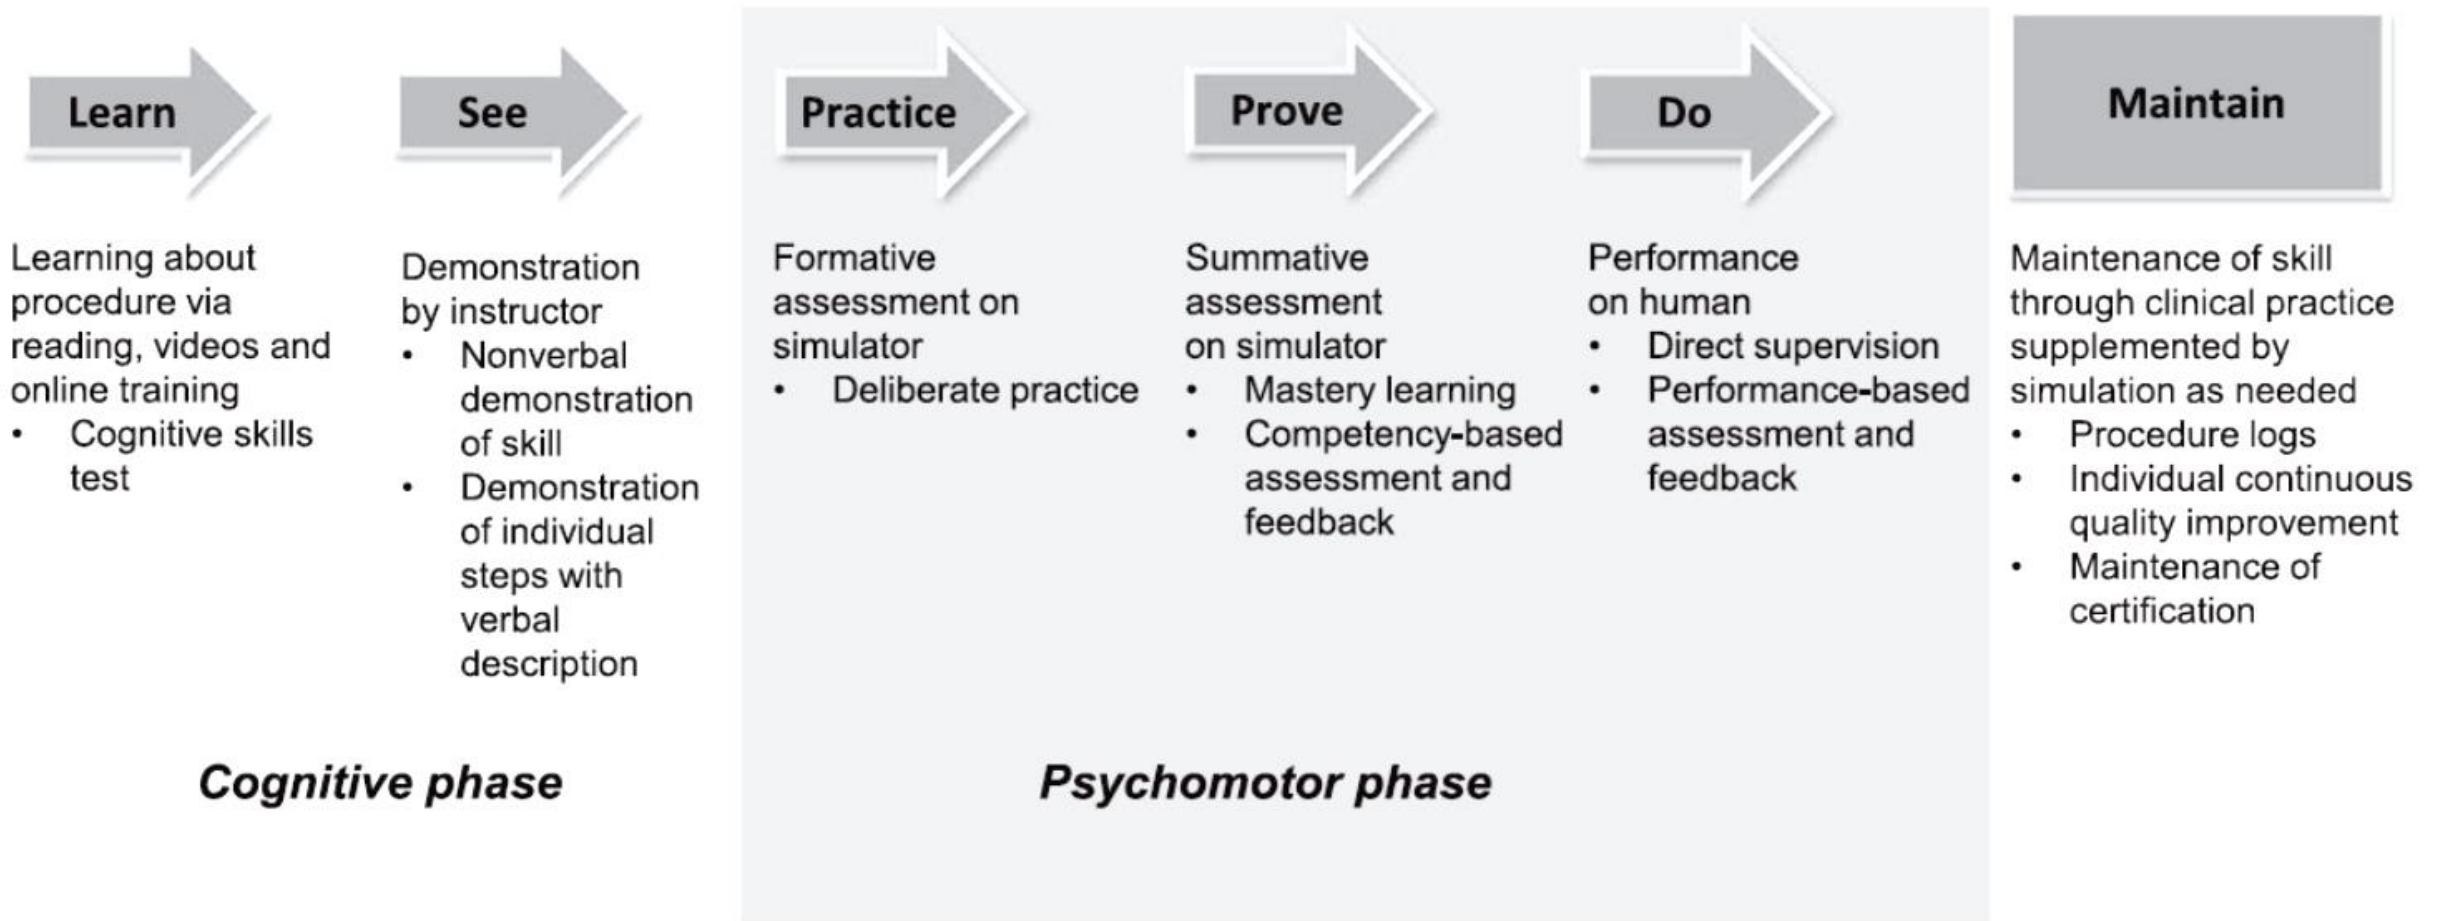 Learn
See
Practice
Prove
Do
Maintain
Learning about
procedure via
reading, videos and
online training
• Cognitive skills
test
Demonstration
by instructor
• Nonverbal
demonstration
of skill
• Demonstration
of individual
steps with
verbal
description
Formative
assessment on
simulator
• Deliberate practice
Summative
assessment
on simulator
• Mastery learning
• Competency-based
assessment and
feedback
Performance
on human
• Direct supervision
• Performance-based
assessment and
feedback
Maintenance of skill
through clinical practice
supplemented by
simulation as needed
• Procedure logs
• Individual continuous
quality improvement
• Maintenance of
certification
Cognitive phase
Psychomotor phase